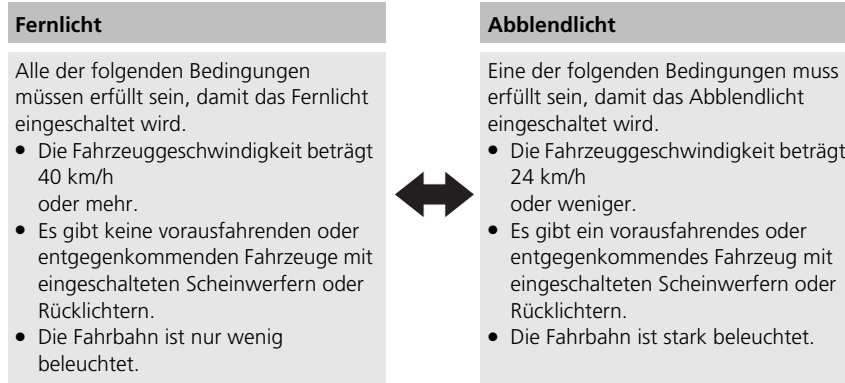 Fernlicht
Alle der folgenden Bedingungen
müssen erfüllt sein, damit das Fernlicht
eingeschaltet wird.
● Die Fahrzeuggeschwindigkeit beträgt
40 km/h
oder mehr.
● Es gibt keine vorausfahrenden oder
entgegenkommenden Fahrzeuge mit
eingeschalteten Scheinwerfern oder
Rücklichtern.
● Die Fahrbahn ist nur wenig
beleuchtet.
Abblendlicht
Eine der folgenden Bedingungen muss
erfüllt sein, damit das Abblendlicht
eingeschaltet wird.
● Die Fahrzeuggeschwindigkeit beträgt
24 km/h
oder weniger.
● Es gibt ein vorausfahrendes oder
entgegenkommendes Fahrzeug mit
eingeschalteten Scheinwerfern oder
Rücklichtern.
● Die Fahrbahn ist stark beleuchtet.